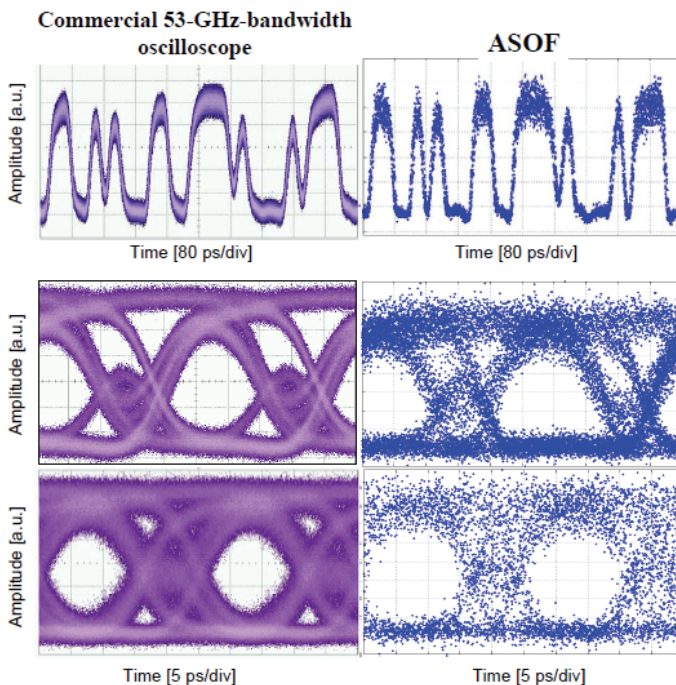 Commercial 53-GHz-bandwidth
oscilloscope
ASOF
Amplitude [a.u.]
Time [80 ps/div]
Time [80 ps/div]
Amplitude [a.u.]
Amplitude [a.u.]
Time [5 ps/div]
Time [5 ps/div]